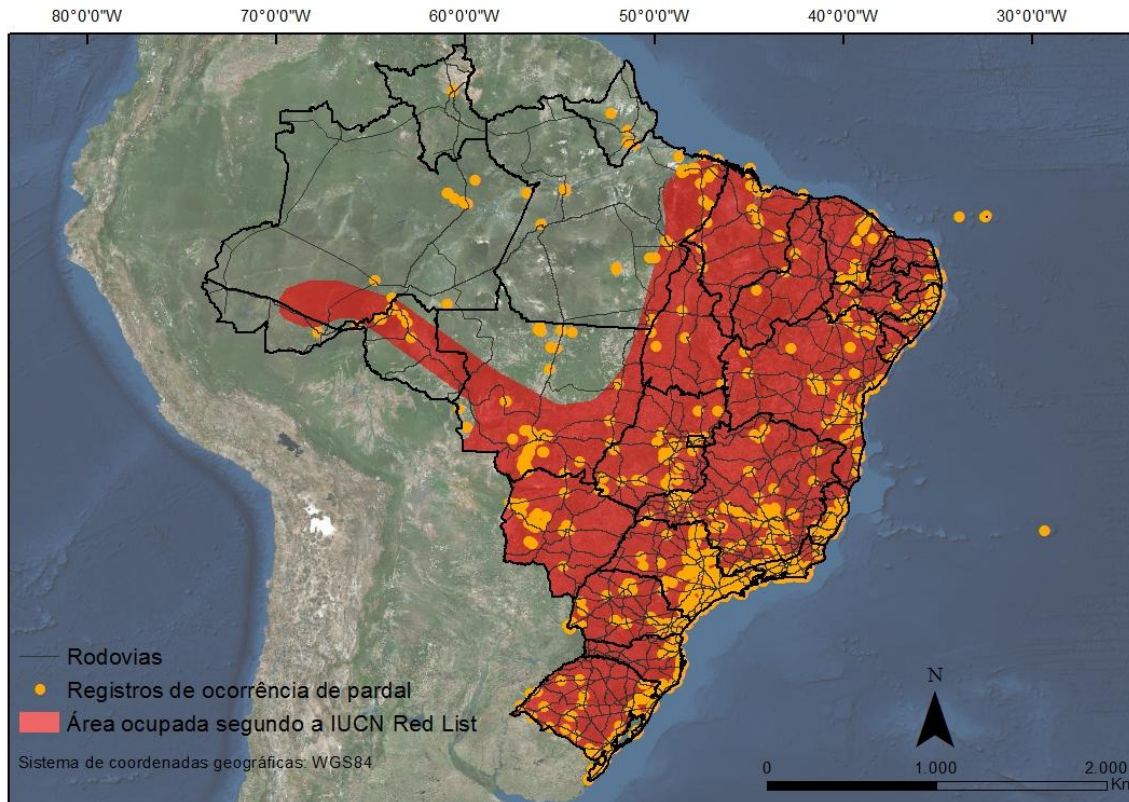 80°0'0"W 70°0'0"W 60°0'0"W 50°0'0"W 40°0'0"W 30°0'0"W
Rodovias
Registros de ocorrência de pardal
Área ocupada segundo a IUCN Red List
Sistema de coordenadas geográficas: WGS84
N
0 1.000 2.000
Km